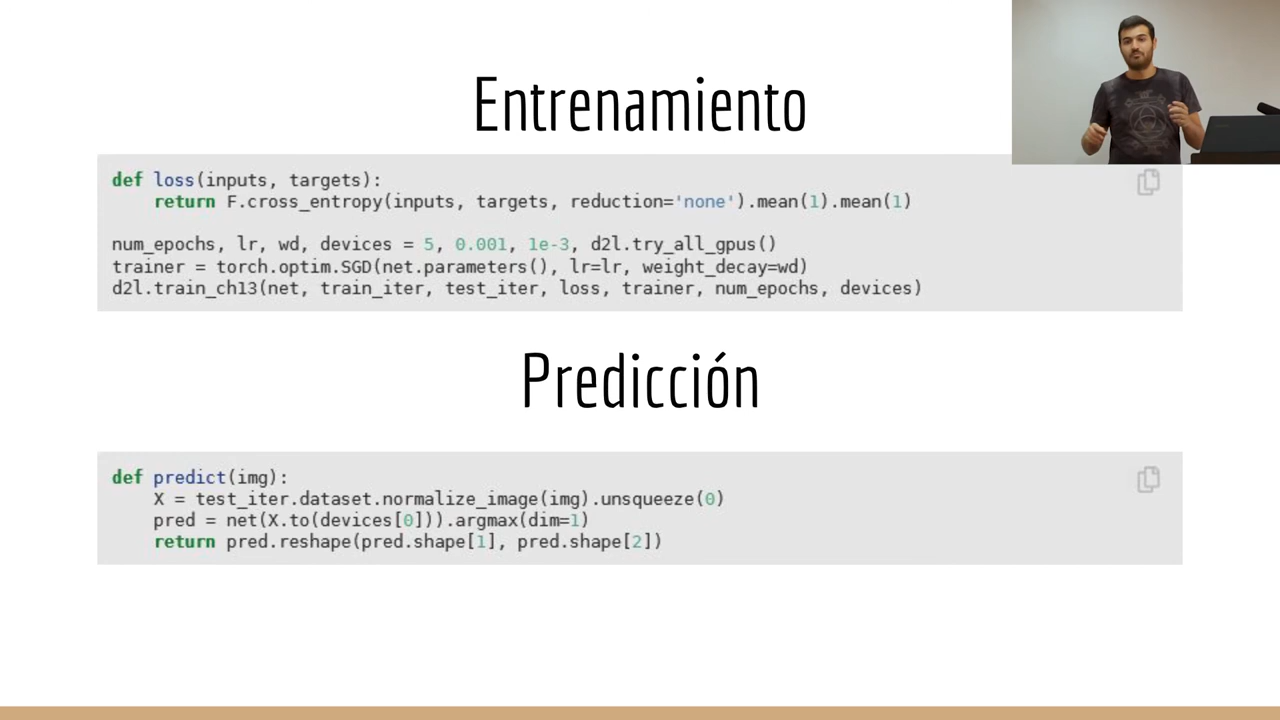 Entrenamiento
def loss(inputs, targets):
    return F.cross_entropy(inputs, targets, reduction='none').mean(1).mean(1)
num_epochs, lr, wd, devices = 5, 0.001, 1e-3, d2l.try_all_gpus()
trainer = torch.optim.SGD(net.parameters(), lr=lr, weight_decay=wd)
d2l.train_ch13(net, train_iter, test_iter, loss, trainer, num_epochs, devices)
Predicción
def predict(img):
    X = test_iter.dataset.normalize_image(img).unsqueeze(0)
    pred = net(X.to(devices[0])).argmax(dim=1)
    return pred.reshape(pred.shape[1], pred.shape[2])